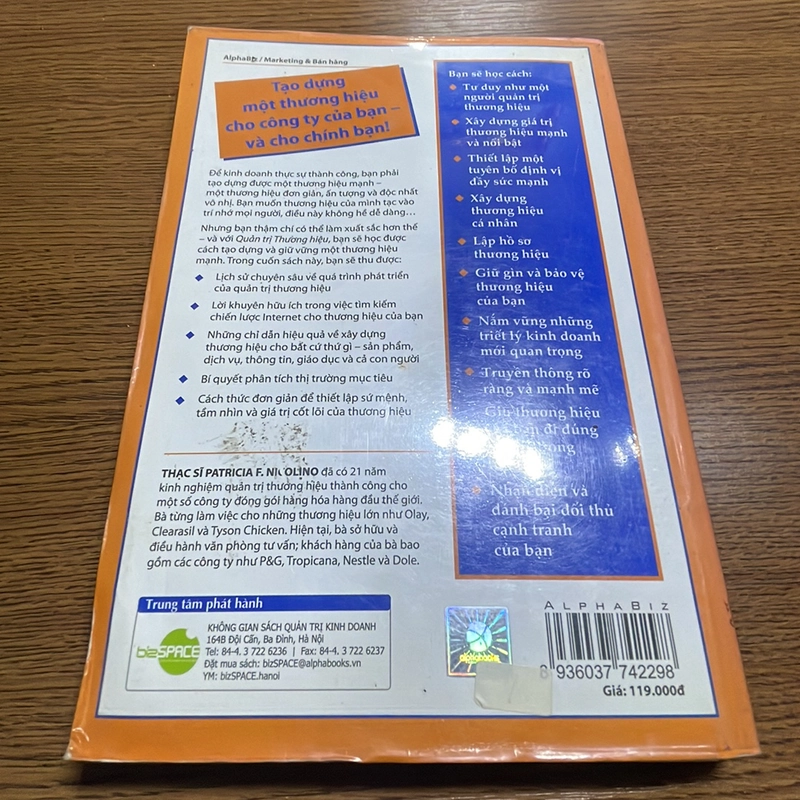 AlphaBiz / Marketing & Bán hàng
Tạo dựng
một thương hiệu
cho công ty của bạn –
và cho chính bạn!
Để kinh doanh thực sự thành công, bạn phải
tạo dựng được một thương hiệu mạnh –
một thương hiệu đơn giản, ấn tượng và độc nhất
vô nhị. Bạn muốn thương hiệu của mình tạc vào
trí nhớ mọi người, điều này không hề dễ dàng...
Nhưng bạn thậm chí có thể làm xuất sắc hơn thế
– và với Quản trị Thương hiệu, bạn sẽ học được
cách tạo dựng và giữ vững một thương hiệu
mạnh. Trong cuốn sách này, bạn sẽ thu được:
Lịch sử chuyên sâu về quá trình phát triển
của quản trị thương hiệu
Lời khuyên hữu ích trong việc tìm kiếm
chiến lược Internet cho thương hiệu của bạn
Những chỉ dẫn hiệu quả về xây dựng
thương hiệu cho bất cứ thứ gì – sản phẩm,
dịch vụ, thông tin, giáo dục và cả con người
Bí quyết phân tích thị trường mục tiêu
Cách thức đơn giản để thiết lập sứ mệnh,
tầm nhìn và giá trị cốt lõi của thương hiệu
THẠC SĨ PATRICIA F. đã có 21 năm
kinh nghiệm quản trị thương hiệu thành công cho
một số công ty đóng gói hàng hóa hàng đầu thế giới.
Bà từng làm việc cho những thương hiệu lớn như Olay,
Clearasil và Tyson Chicken. Hiện tại, bà sở hữu và
điều hành văn phòng tư vấn; khách hàng của bà bao
gồm các công ty như P&G, Tropicana, Nestle và Dole.
Bạn sẽ học cách:
Tư duy như một
người quản trị
thương hiệu
Xây dựng giá trị
thương hiệu mạnh
và nổi bật
Thiết lập một
tuyên bố định vị
đầy sức mạnh
Xây dựng
thương hiệu
cá nhân
Lập hồ sơ
thương hiệu
Giữ gìn và bảo vệ
thương hiệu
của bạn
Nắm vững những
triết lý kinh doanh
mới quan trọng
Truyền thông rõ
ràng và mạnh mẽ
Giữ thương hiệu
bạn đi đúng
Nhận diện và
đánh bại đối thủ
cạnh tranh
của bạn
Trung tâm phát hành
bizSPACE
KHÔNG GIAN SÁCH QUẢN TRỊ KINH DOANH
164B Đội Cấn, Ba Đình, Hà Nội
Tel: 84-4. 3 722 6236 | Fax: 84-4. 3 722 6237
Đặt mua sách: bizSPACE@alphabooks.vn
YM: bizSPACE.hanoi
alphabooks
ALPHABIZ
8 936037 742298
Giá: 119.000đ